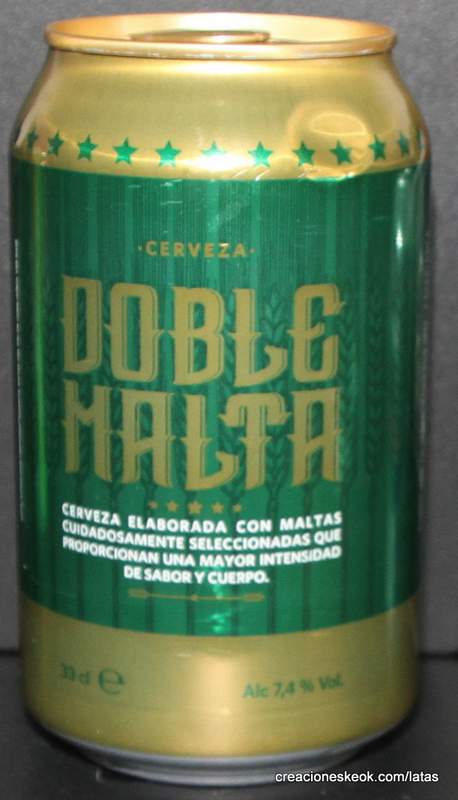 ·CERVEZA·
DOBLE
MALTA
CERVEZA ELABORADA CON MALTAS
CUIDADOSAMENTE SELECCIONADAS QUE
PROPORCIONAN UNA MAYOR INTENSIDAD
DE SABOR Y CUERPO.
33 cl ℮ Alc 7,4 % Vol.
creacioneskeok.com/latas